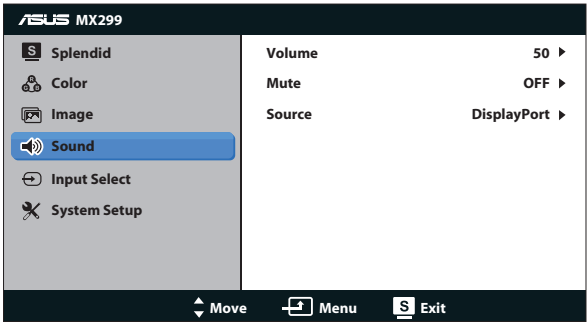 ASUS MX299
S Splendid
Color
Image
Sound
Input Select
System Setup
Volume 50
Mute OFF
Source DisplayPort
Move Menu S Exit